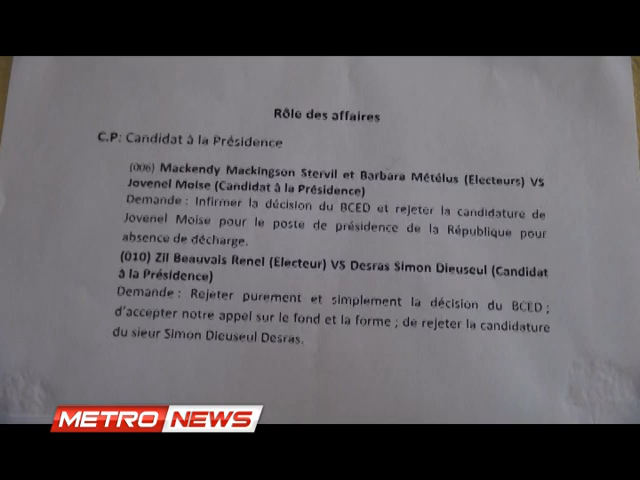 Rôle des affaires
C.P: Candidat à la Présidence
(006) Mackendy Mackingson Stervil et Barbara Mételus (Electeurs) VS
Jovenel Moise (Candidat à la Présidence)
Demande : Infirmer la décision du BCED et rejeter la candidature de
Jovenel Moise pour le poste de présidence de la République pour
absence de décharge.
(010) Zil Beauvais Renel (Electeur) VS Desras Simon Dieuseul (Candidat
à la Présidence)
Demande : Rejeter purement et simplement la décision du BCED ;
d'accepter notre appel sur le fond et la forme ; de rejeter la candidature
du sieur Simon Dieuseul Desras.
METRO NEWS